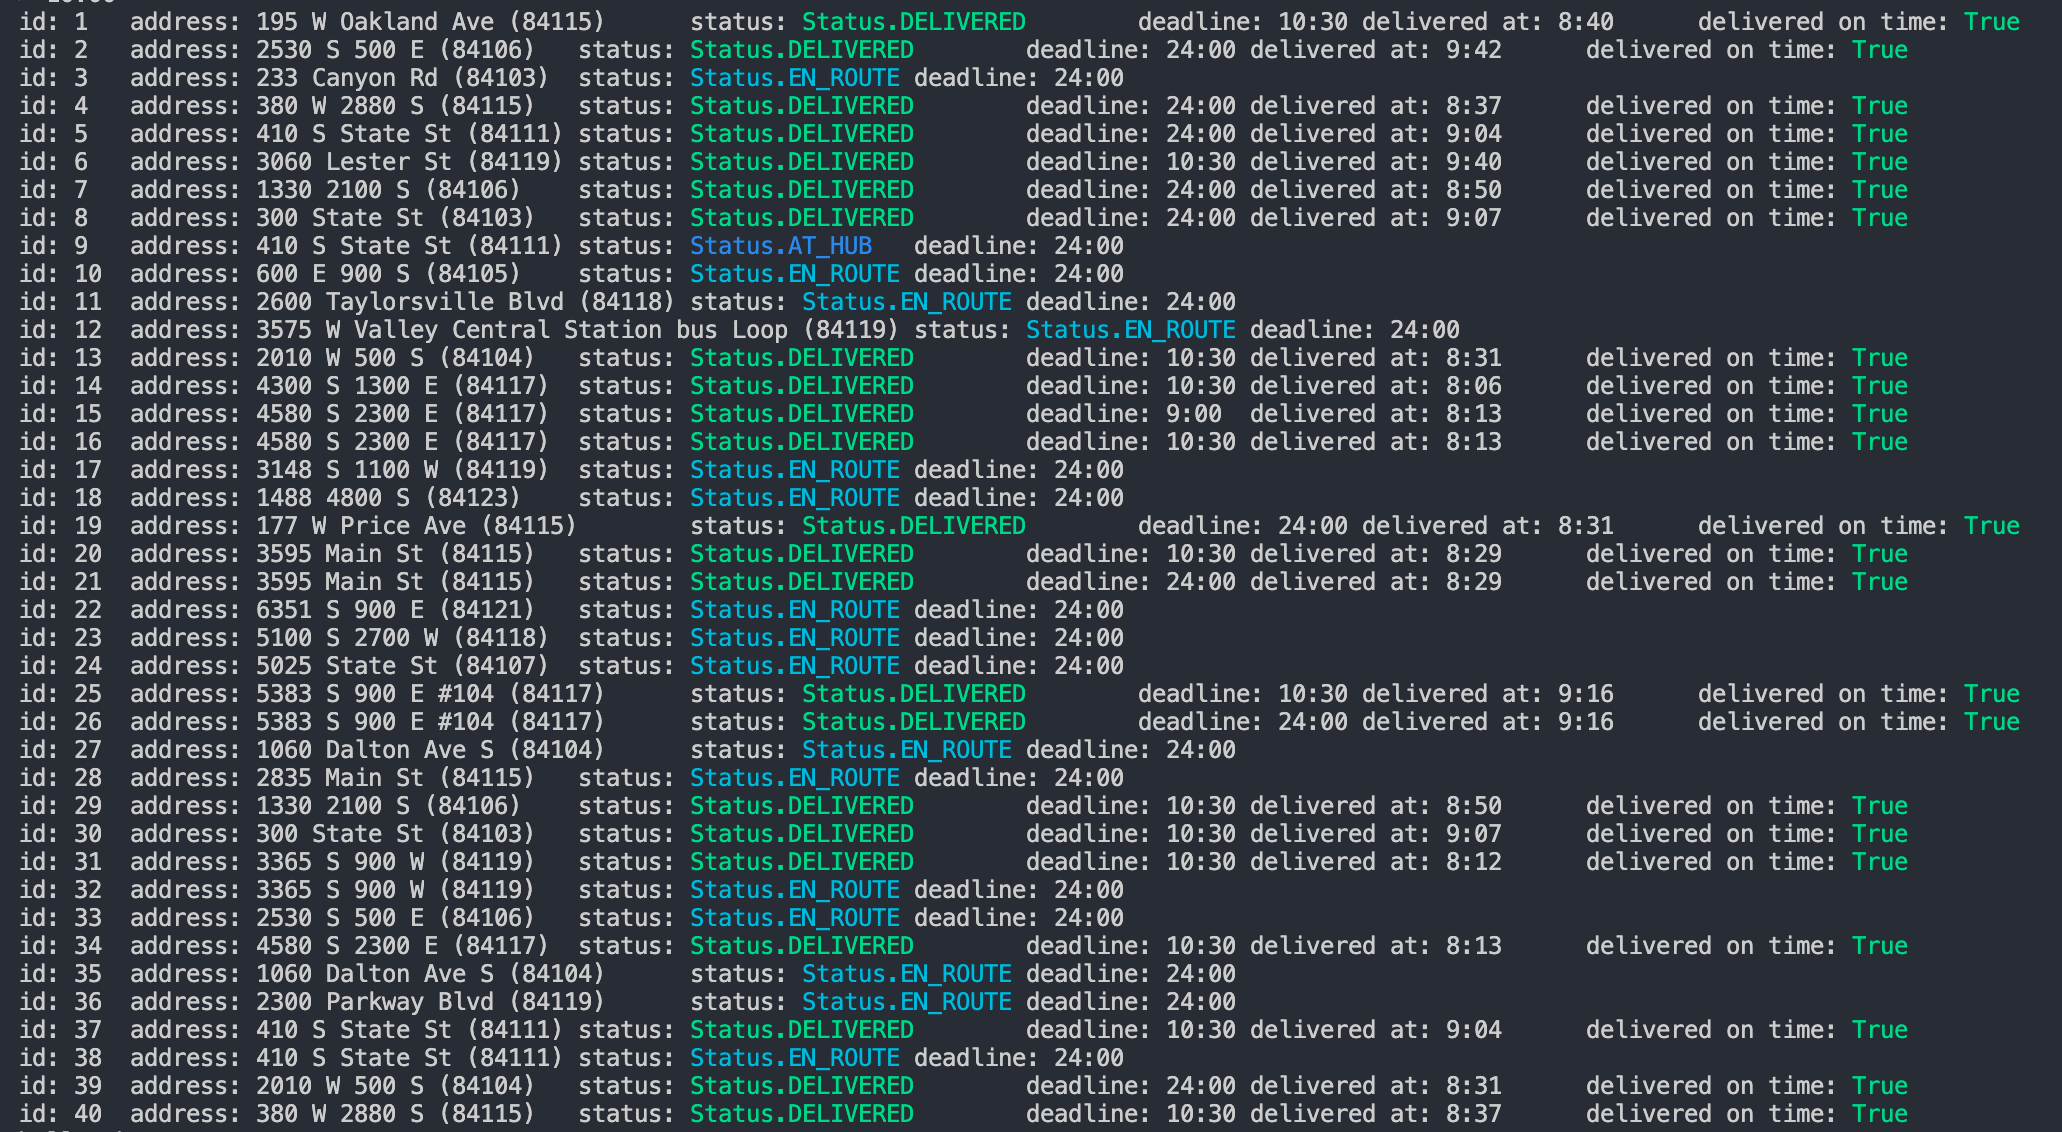 id: 1 address: 195 W Oakland Ave (84115) status: Status.DELIVERED deadline: 10:30 delivered at: 8:40 delivered on time: True
id: 2 address: 2530 S 500 E (84106) status: Status.DELIVERED deadline: 24:00 delivered at: 9:42 delivered on time: True
id: 3 address: 233 Canyon Rd (84103) status: Status.EN_ROUTE deadline: 24:00
id: 4 address: 380 W 2880 S (84115) status: Status.DELIVERED deadline: 24:00 delivered at: 8:37 delivered on time: True
id: 5 address: 410 S State St (84111) status: Status.DELIVERED deadline: 24:00 delivered at: 9:04 delivered on time: True
id: 6 address: 3060 Lester St (84119) status: Status.DELIVERED deadline: 10:30 delivered at: 9:40 delivered on time: True
id: 7 address: 1330 2100 S (84106) status: Status.DELIVERED deadline: 24:00 delivered at: 8:50 delivered on time: True
id: 8 address: 300 State St (84103) status: Status.DELIVERED deadline: 24:00 delivered at: 9:07 delivered on time: True
id: 9 address: 410 S State St (84111) status: Status.AT_HUB deadline: 24:00
id: 10 address: 600 E 900 S (84105) status: Status.EN_ROUTE deadline: 24:00
id: 11 address: 2600 Taylorsville Blvd (84118) status: Status.EN_ROUTE deadline: 24:00
id: 12 address: 3575 W Valley Central Station bus Loop (84119) status: Status.EN_ROUTE deadline: 24:00
id: 13 address: 2010 W 500 S (84104) status: Status.DELIVERED deadline: 10:30 delivered at: 8:31 delivered on time: True
id: 14 address: 4300 S 1300 E (84117) status: Status.DELIVERED deadline: 10:30 delivered at: 8:06 delivered on time: True
id: 15 address: 4580 S 2300 E (84117) status: Status.DELIVERED deadline: 9:00 delivered at: 8:13 delivered on time: True
id: 16 address: 4580 S 2300 E (84117) status: Status.DELIVERED deadline: 10:30 delivered at: 8:13 delivered on time: True
id: 17 address: 3148 S 1100 W (84119) status: Status.EN_ROUTE deadline: 24:00
id: 18 address: 1488 4800 S (84123) status: Status.EN_ROUTE deadline: 24:00
id: 19 address: 177 W Price Ave (84115) status: Status.DELIVERED deadline: 24:00 delivered at: 8:31 delivered on time: True
id: 20 address: 3595 Main St (84115) status: Status.DELIVERED deadline: 10:30 delivered at: 8:29 delivered on time: True
id: 21 address: 3595 Main St (84115) status: Status.DELIVERED deadline: 24:00 delivered at: 8:29 delivered on time: True
id: 22 address: 6351 S 900 E (84121) status: Status.EN_ROUTE deadline: 24:00
id: 23 address: 5100 S 2700 W (84118) status: Status.EN_ROUTE deadline: 24:00
id: 24 address: 5025 State St (84107) status: Status.EN_ROUTE deadline: 24:00
id: 25 address: 5383 S 900 E #104 (84117) status: Status.DELIVERED deadline: 10:30 delivered at: 9:16 delivered on time: True
id: 26 address: 5383 S 900 E #104 (84117) status: Status.DELIVERED deadline: 24:00 delivered at: 9:16 delivered on time: True
id: 27 address: 1060 Dalton Ave S (84104) status: Status.EN_ROUTE deadline: 24:00
id: 28 address: 2835 Main St (84115) status: Status.EN_ROUTE deadline: 24:00
id: 29 address: 1330 2100 S (84106) status: Status.DELIVERED deadline: 10:30 delivered at: 8:50 delivered on time: True
id: 30 address: 300 State St (84103) status: Status.DELIVERED deadline: 10:30 delivered at: 9:07 delivered on time: True
id: 31 address: 3365 S 900 W (84119) status: Status.DELIVERED deadline: 10:30 delivered at: 8:12 delivered on time: True
id: 32 address: 3365 S 900 W (84119) status: Status.EN_ROUTE deadline: 24:00
id: 33 address: 2530 S 500 E (84106) status: Status.EN_ROUTE deadline: 24:00
id: 34 address: 4580 S 2300 E (84117) status: Status.DELIVERED deadline: 10:30 delivered at: 8:13 delivered on time: True
id: 35 address: 1060 Dalton Ave S (84104) status: Status.EN_ROUTE deadline: 24:00
id: 36 address: 2300 Parkway Blvd (84119) status: Status.EN_ROUTE deadline: 24:00
id: 37 address: 410 S State St (84111) status: Status.DELIVERED deadline: 10:30 delivered at: 9:04 delivered on time: True
id: 38 address: 410 S State St (84111) status: Status.EN_ROUTE deadline: 24:00
id: 39 address: 2010 W 500 S (84104) status: Status.DELIVERED deadline: 24:00 delivered at: 8:31 delivered on time: True
id: 40 address: 380 W 2880 S (84115) status: Status.DELIVERED deadline: 10:30 delivered at: 8:37 delivered on time: True